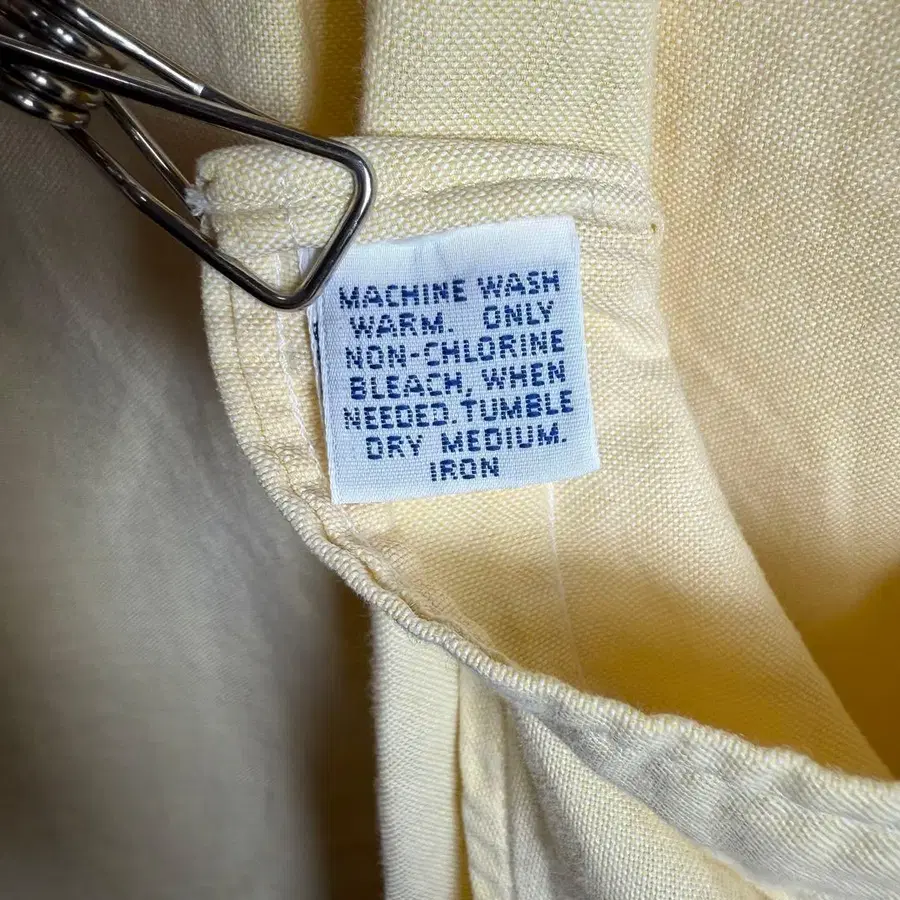 MACHINE WASH
WARM. ONLY
NON-CHLORINE
BLEACH, WHEN
NEEDED. TUMBLE
DRY MEDIUM.
IRON